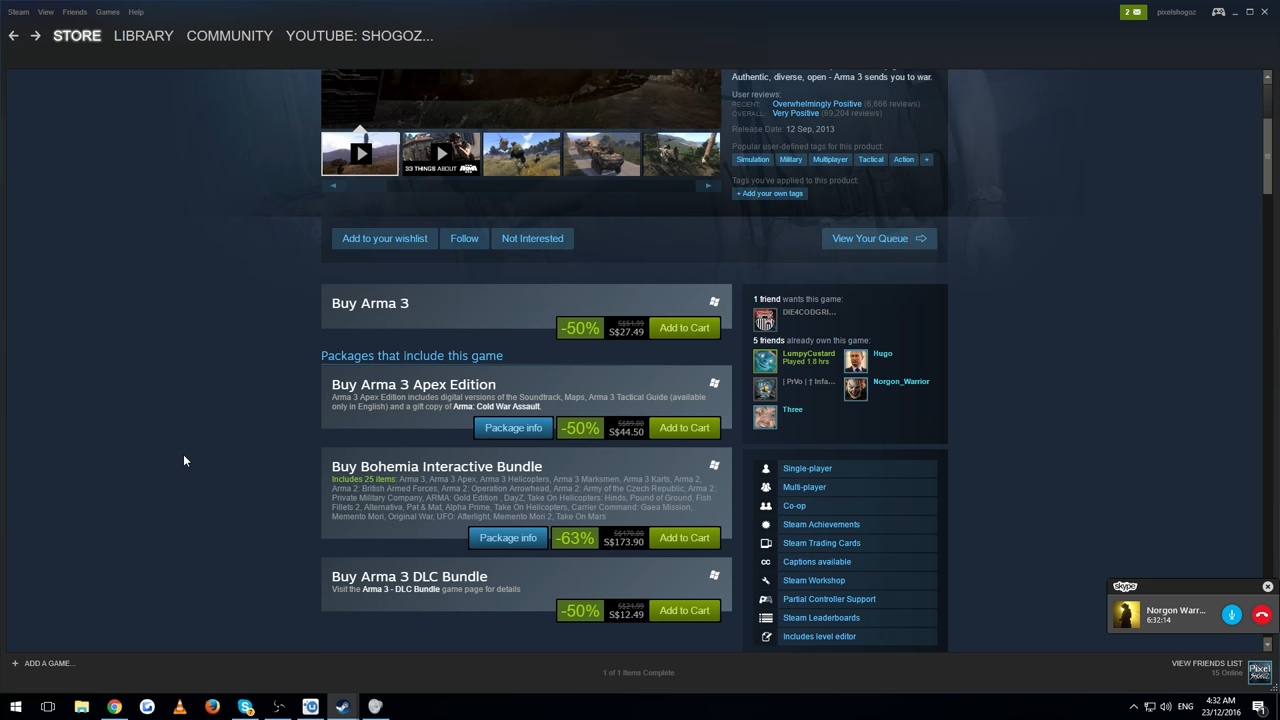 Steam View Friends Games Help
2
pixelshogoz
STORE LIBRARY COMMUNITY YOUTUBE: SHOGOZ...
Authentic, diverse, open - Arma 3 sends you to war.
User reviews:
RECENT: Overwhelmingly Positive (6,666 reviews)
OVERALL: Very Positive (69,204 reviews)
Release Date: 12 Sep, 2013
Popular user-defined tags for this product:
Simulation Military Multiplayer Tactical Action +
Tags you've applied to this product:
+ Add your own tags
33 THINGS ABOUT ARMA
Add to your wishlist Follow Not Interested View Your Queue
Buy Arma 3
-50% S$54.99 S$27.49 Add to Cart
Packages that include this game
Buy Arma 3 Apex Edition
Arma 3 Apex Edition includes digital versions of the Soundtrack, Maps, Arma 3 Tactical Guide (available
only in English) and a gift copy of Arma: Cold War Assault.
Package info -50% S$89.00 S$44.50 Add to Cart
Buy Bohemia Interactive Bundle
Includes 25 items: Arma 3, Arma 3 Apex, Arma 3 Helicopters, Arma 3 Marksmen, Arma 3 Karts, Arma 2,
Arma 2: British Armed Forces, Arma 2: Operation Arrowhead, Arma 2: Army of the Czech Republic, Arma 2:
Private Military Company, ARMA: Gold Edition , DayZ, Take On Helicopters: Hinds, Pound of Ground, Fish
Fillets 2, Alternativa, Pat & Mat, Alpha Prime, Take On Helicopters, Carrier Command: Gaea Mission,
Memento Mori, Original War, UFO: Afterlight, Memento Mori 2, Take On Mars
Package info -63% S$173.90 Add to Cart
Buy Arma 3 DLC Bundle
Visit the Arma 3 - DLC Bundle game page for details
-50% S$24.99 S$12.49 Add to Cart
1 friend wants this game:
DIE4CODGRI...
5 friends already own this game:
LumpyCustard
Played 1.8 hrs
Hugo
| PrVo | † Infa...
Norgon_Warrior
Three
Single-player
Multi-player
Co-op
Steam Achievements
Steam Trading Cards
CC Captions available
Steam Workshop
Partial Controller Support
Steam Leaderboards
Includes level editor
skype
Norgon Warr...
6:32:14
+ ADD A GAME...
1 of 1 Items Complete
VIEW FRIENDS LIST
15 Online
Pixel
SHOGOZ
ENG
4:32 AM
23/12/2016